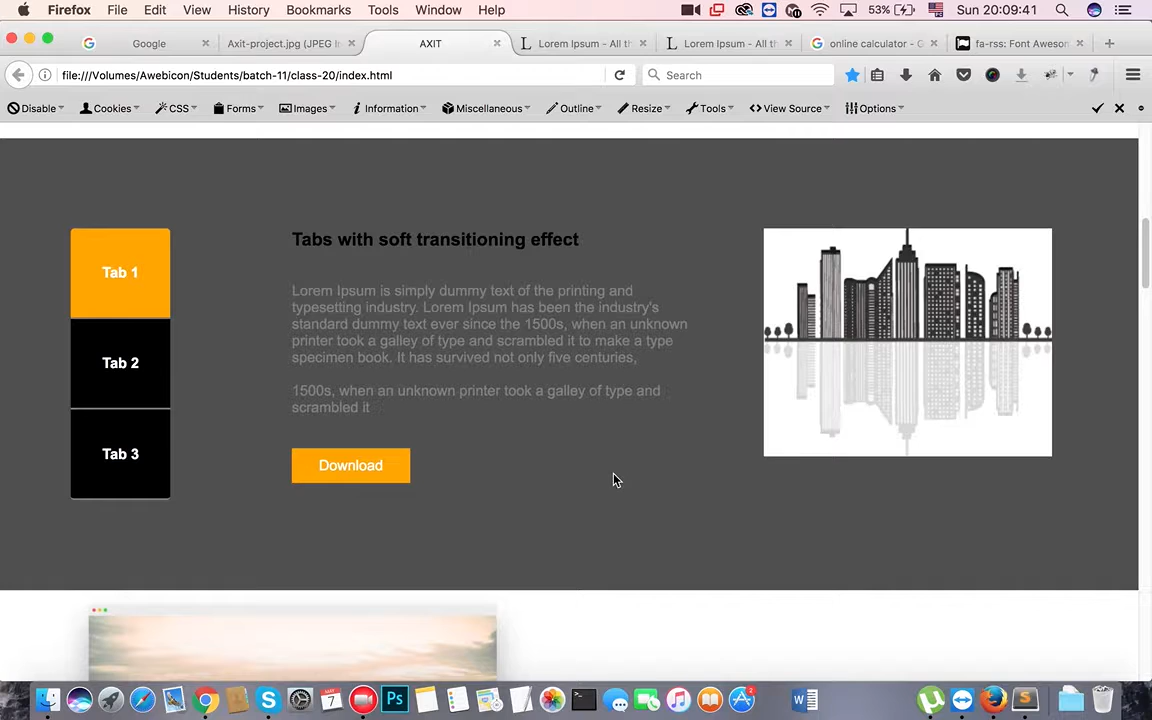 Firefox File Edit View History Bookmarks Tools Window Help 53% Sun 20:09:41
Google Axit-project.jpg (JPEG I AXIT Lorem Ipsum - All t Lorem Ipsum - All t online calculator - G fa-rss: Font Aweson
file:///Volumes/Awebicon/Students/batch-11/class-20/index.html Search
Disable Cookies CSS Forms Images Information Miscellaneous Outline Resize Tools View Source Options
Tab 1
Tab 2
Tab 3
Tabs with soft transitioning effect
Lorem Ipsum is simply dummy text of the printing and
typesetting industry. Lorem Ipsum has been the industry's
standard dummy text ever since the 1500s, when an unknown
printer took a galley of type and scrambled it to make a type
specimen book. It has survived not only five centuries,
1500s, when an unknown printer took a galley of type and
scrambled it
Download